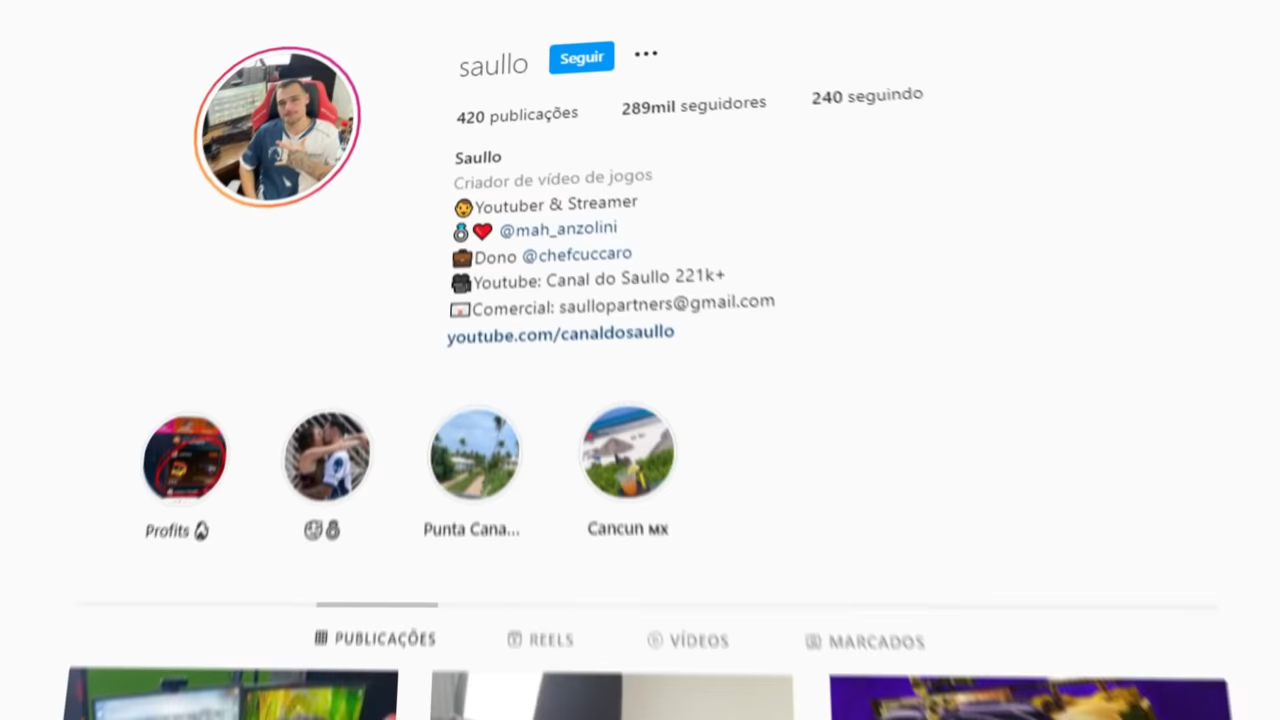 saullo Seguir
420 publicações 289mil seguidores 240 seguindo
Saullo
Criador de vídeo de jogos
Youtuber & Streamer
@mah_anzolini
Dono @chefcuccaro
Youtube: Canal do Saullo 221k+
Comercial: saullopartners@gmail.com
youtube.com/canaldosaullo
Profits Punta Cana... Cancun MX
PUBLICAÇÕES REELS VÍDEOS MARCADOS